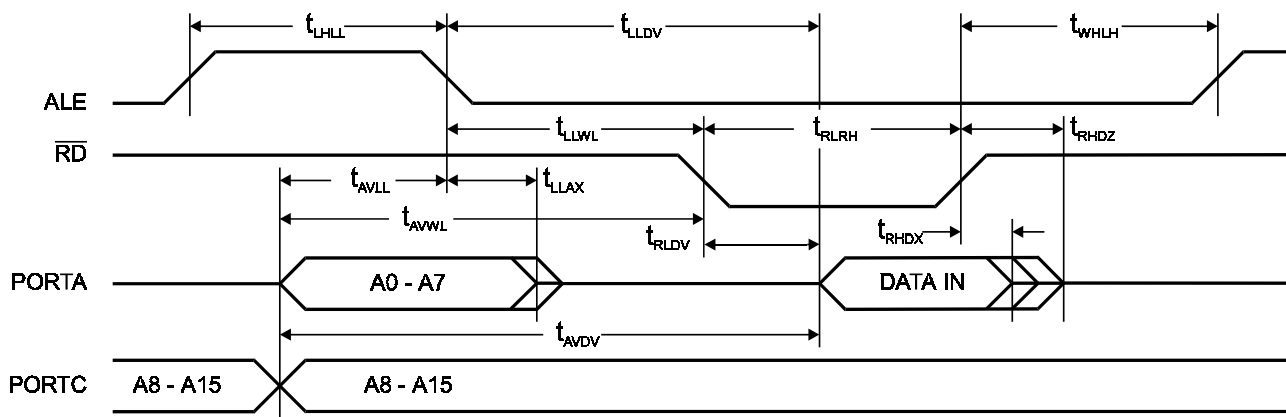 tLHLL tLLDV tWHLH
ALE
tLLWL tRLRH tRHDZ
RD
tAVLL tLLAX
tAVWL
tRLDV tRHDX
PORTA A0 - A7 DATA IN
tAVDV
PORTC A8 - A15 A8 - A15